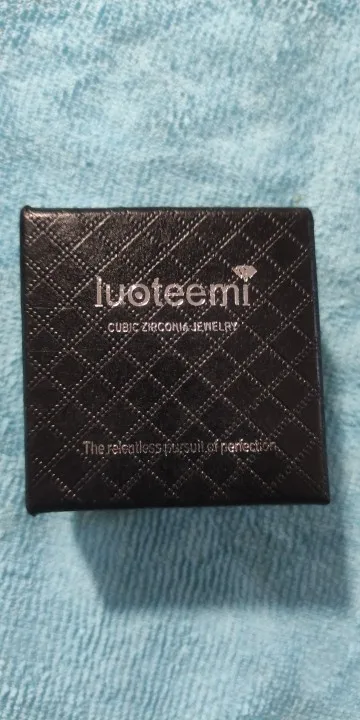 luoteemi
CUBIC ZIRCONIA JEWELRY
The relentless pursuit of perfection